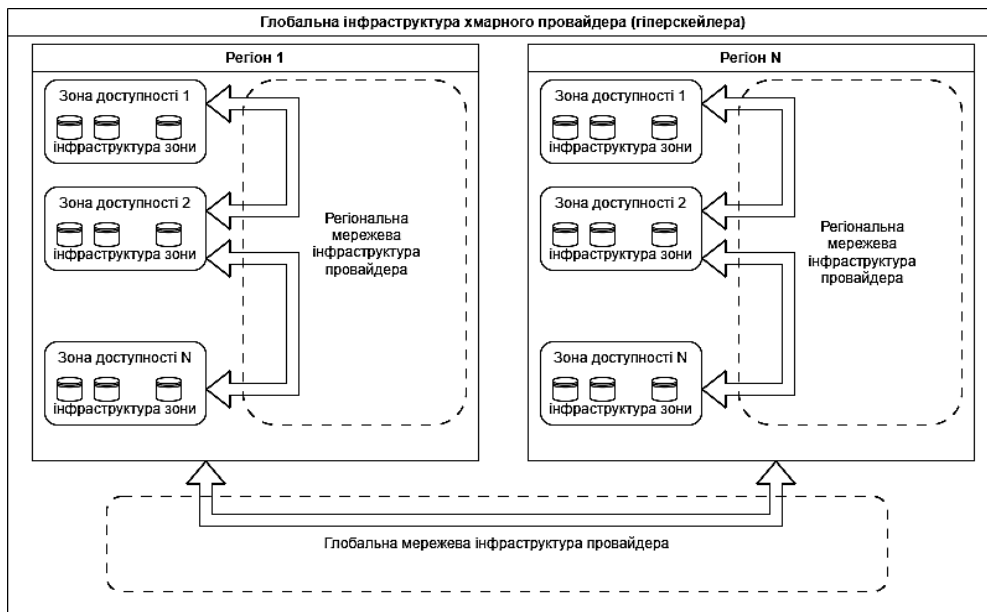 Глобальна інфраструктура хмарного провайдера (гіперскейлера)
Регіон 1
Зона доступності 1
інфраструктура зони
Зона доступності 2
інфраструктура зони
Зона доступності N
інфраструктура зони
Регіональна
мережева
інфраструктура
провайдера
Регіон N
Зона доступності 1
інфраструктура зони
Зона доступності 2
інфраструктура зони
Зона доступності N
інфраструктура зони
Регіональна
мережева
інфраструктура
провайдера
Глобальна мережева інфраструктура провайдера